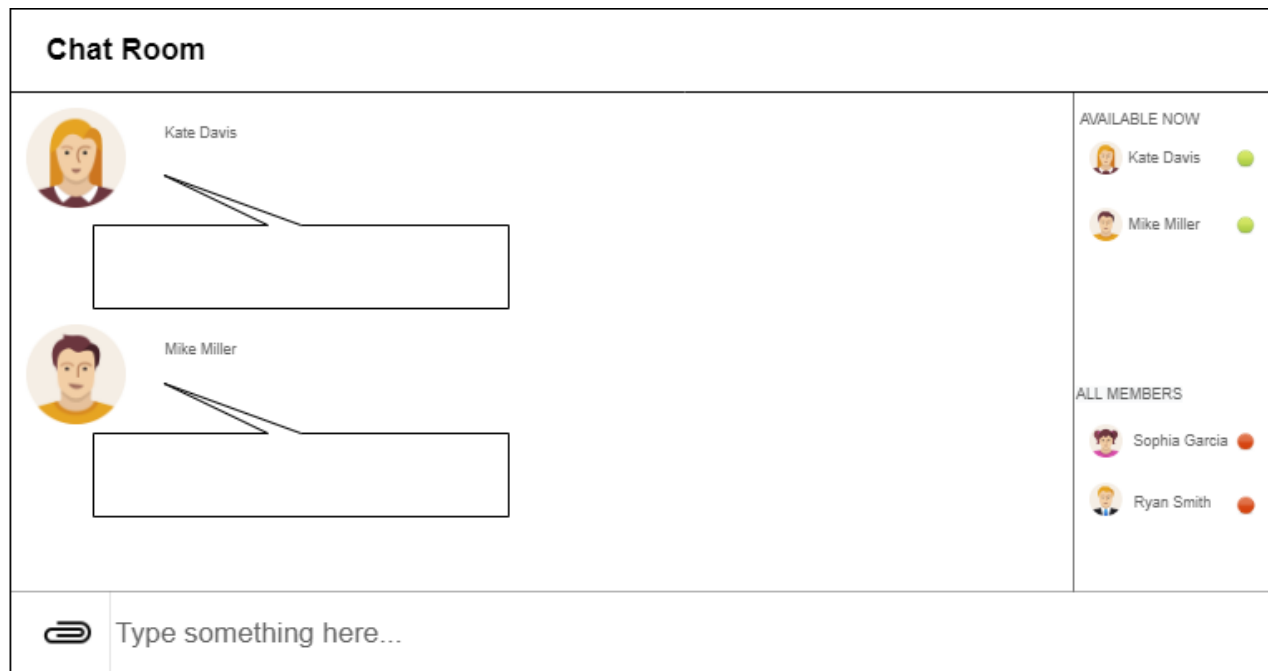 Chat Room
Kate Davis
Mike Miller
AVAILABLE NOW
Kate Davis
Mike Miller
ALL MEMBERS
Sophia Garcia
Ryan Smith
Type something here...